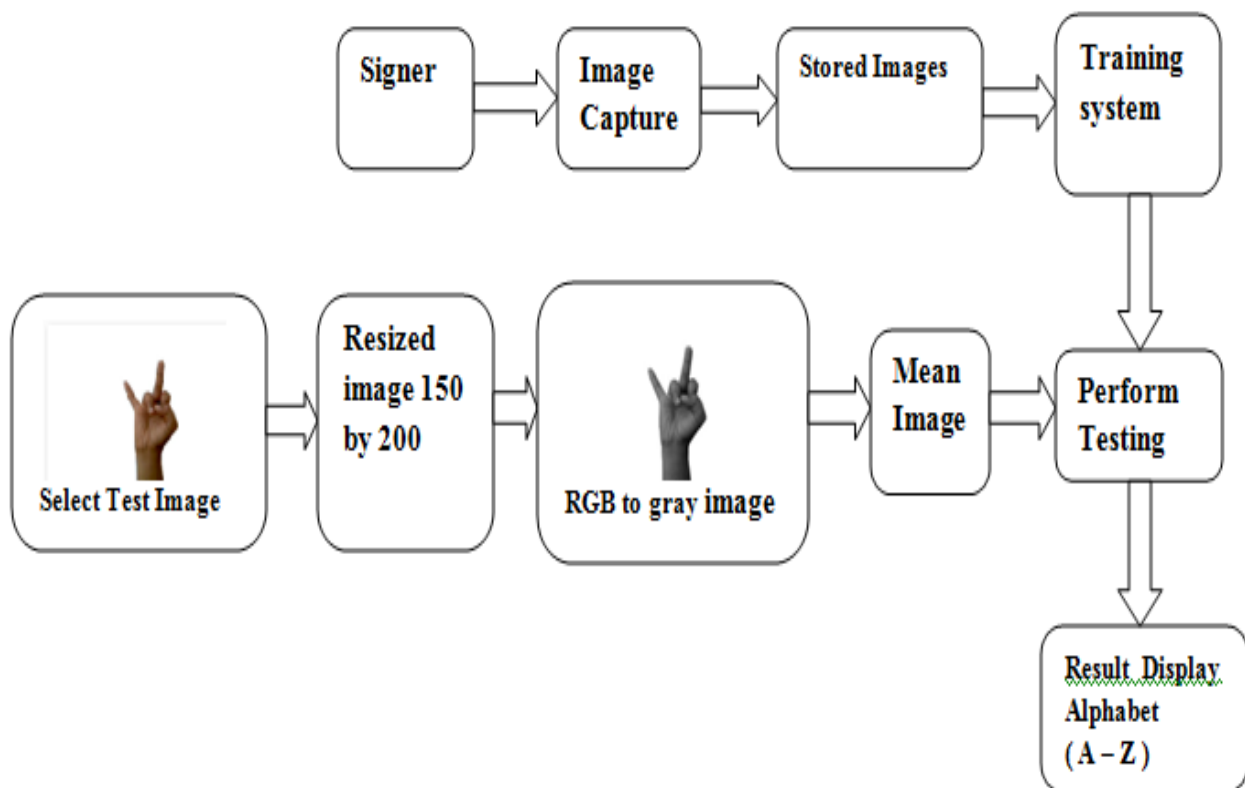 Signer
Image
Capture
Stored Images
Training
system
Select Test Image
Resized
image 150
by 200
RGB to gray image
Mean
Image
Perform
Testing
Result Display
Alphabet
( A – Z )